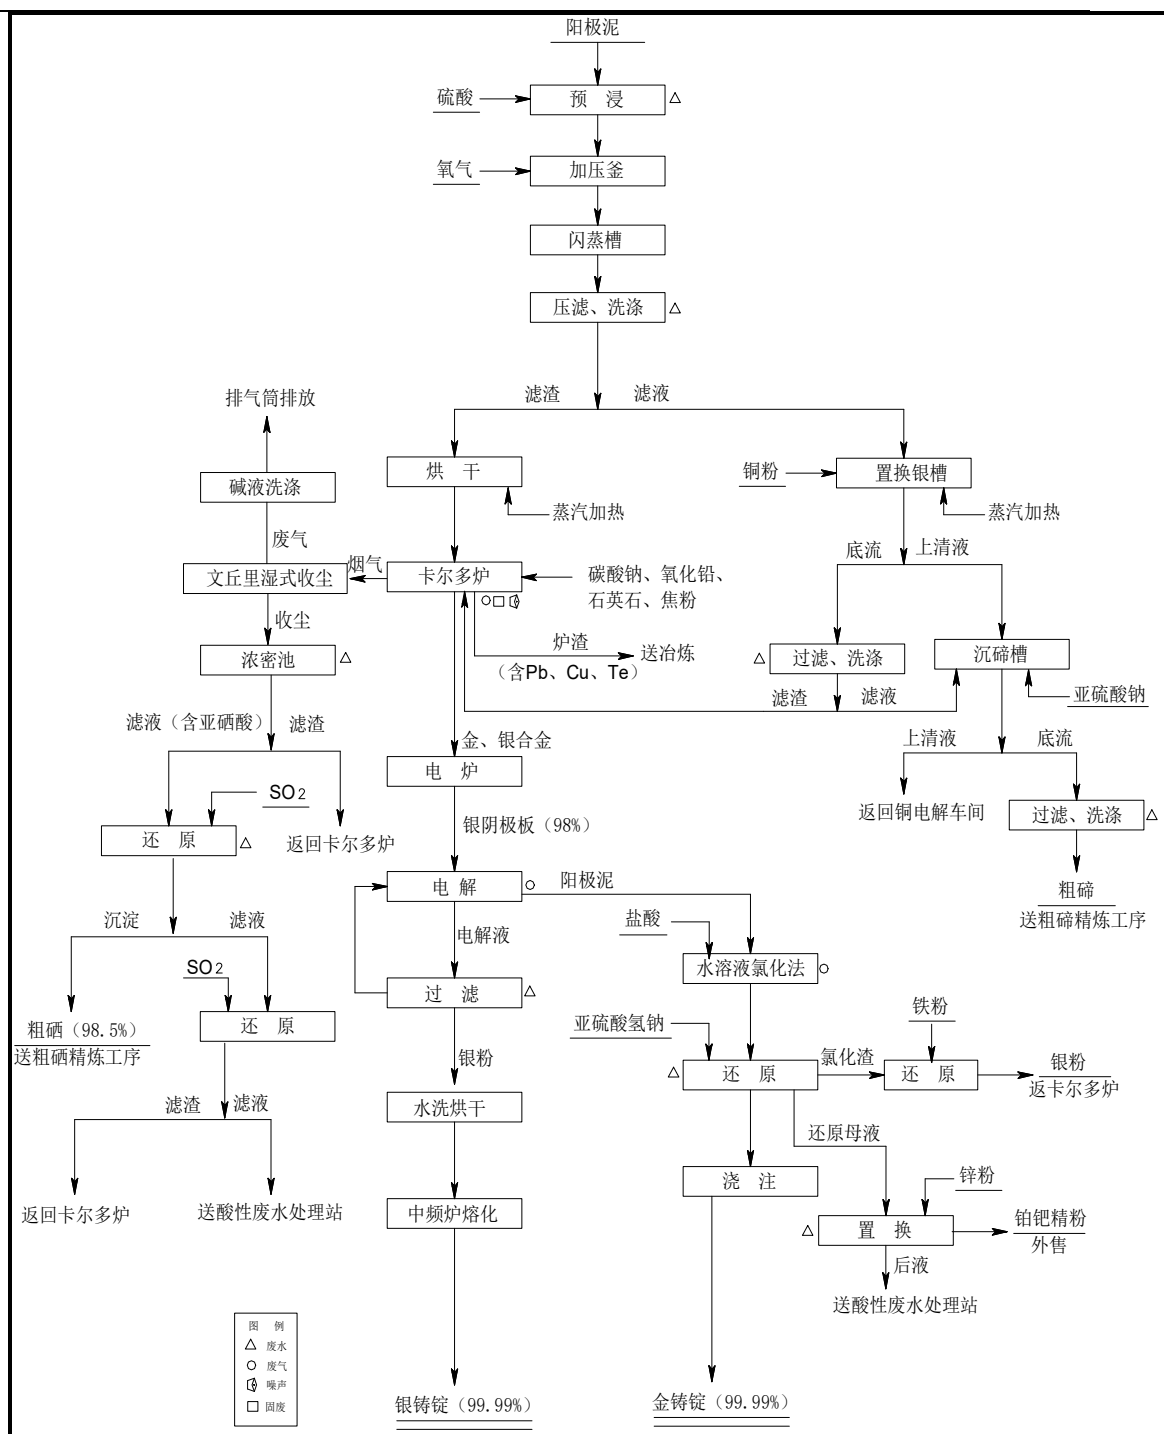 阳极泥
硫酸
预 浸
氧气
加压釜
闪蒸槽
压滤、洗涤
滤渣
滤液
排气筒排放
碱液洗涤
废气
烘 干
蒸汽加热
铜粉
置换银槽
蒸汽加热
底流
上清液
文丘里湿式收尘
烟气
卡尔多炉
碳酸钠、氧化铅、
石英石、焦粉
收尘
浓密池
炉渣
(含Pb、Cu、Te)
送冶炼
过滤、洗涤
沉碲槽
亚硫酸钠
滤渣
滤液
滤液（含亚硒酸）
滤渣
金、银合金
上清液
底流
电 炉
SO2
还 原
返回卡尔多炉
银阴极板（98%）
返回铜电解车间
过滤、洗涤
电 解
阳极泥
粗碲
送粗碲精炼工序
沉淀
滤液
电解液
盐酸
SO2
水溶液氯化法
过 滤
粗硒（98.5%）
送粗硒精炼工序
还 原
亚硫酸氢钠
铁粉
银粉
还 原
氯化渣
还 原
银粉
返卡尔多炉
滤渣
滤液
水洗烘干
还原母液
浇 注
锌粉
返回卡尔多炉
送酸性废水处理站
中频炉熔化
置 换
铂钯精粉
外售
后液
送酸性废水处理站
图 例
废水
废气
噪声
固废
银铸锭（99.99%）
金铸锭（99.99%）